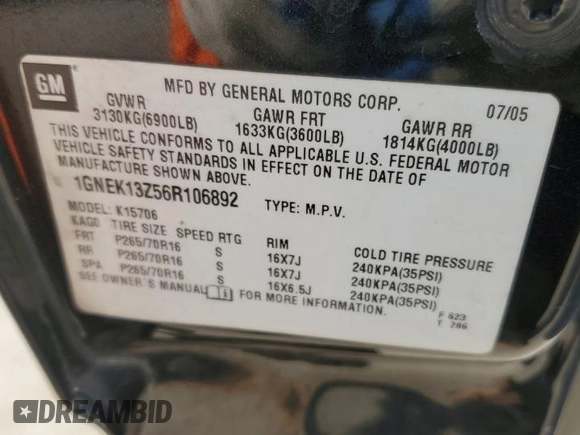 GM
MFD BY GENERAL MOTORS CORP. 07/05
GVWR GAWR FRT GAWR RR
3130KG(6900LB) 1633KG(3600LB) 1814KG(4000LB)
THIS VEHICLE CONFORMS TO ALL APPLICABLE U.S. FEDERAL MOTOR
VEHICLE SAFETY STANDARDS IN EFFECT ON THE DATE OF
MANUFACTURE SHOWN ABOVE.
1GNEK13Z56R106892 TYPE: M.P.V.
MODEL: K15706
KAGO TIRE SIZE SPEED RTG RIM COLD TIRE PRESSURE
FRT P265/70R16 S 16X7J 240KPA(35PSI)
RR P265/70R16 S 16X7J 240KPA(35PSI)
SPA P265/70R16 S 16X6.5J 240KPA(35PSI)
SEE OWNER'S MANUAL FOR MORE INFORMATION.
F 623
T 286
DREAMBID